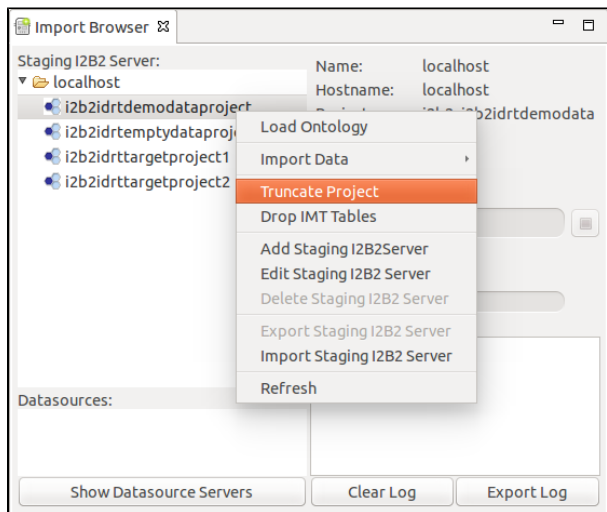 Import Browser
Staging I2B2 Server:
localhost
i2b2idrtdemodataproject
i2b2idrtemptydataproj
i2b2idrttargetproject1
i2b2idrttargetproject2
Name: localhost
Hostname: localhost
i2b2idrtdemodata
Load Ontology
Import Data
Truncate Project
Drop IMT Tables
Add Staging I2B2Server
Edit Staging I2B2 Server
Delete Staging I2B2 Server
Export Staging I2B2 Server
Import Staging I2B2 Server
Refresh
Datasources:
Show Datasource Servers
Clear Log
Export Log